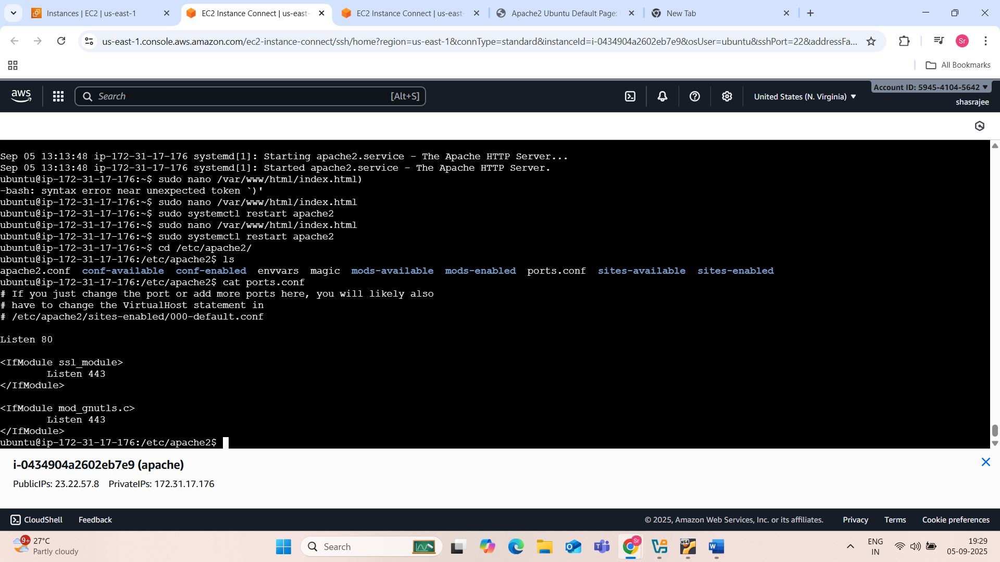 Instances | EC2 | us-east-1
EC2 Instance Connect | us-east-
EC2 Instance Connect | us-east-
Apache2 Ubuntu Default Page:
New Tab
us-east-1.console.aws.amazon.com/ec2-instance-connect/ssh/home?region=us-east-1&connType=standard&instanceId=i-0434904a2602eb7e9&osUser=ubuntu&sshPort=22&addressFa...
Sr
All Bookmarks
aws
Search
[Alt+S]
United States (N. Virginia)
Account ID: 5945-4104-5642
shasrajee
Sep 05 13:13:48 ip-172-31-17-176 systemd[1]: Starting apache2.service - The Apache HTTP Server...
Sep 05 13:13:48 ip-172-31-17-176 systemd[1]: Started apache2.service - The Apache HTTP Server.
ubuntu@ip-172-31-17-176:~$ sudo nano /var/www/html/index.html)
-bash: syntax error near unexpected token `)'
ubuntu@ip-172-31-17-176:~$ sudo nano /var/www/html/index.html
ubuntu@ip-172-31-17-176:~$ sudo systemctl restart apache2
ubuntu@ip-172-31-17-176:~$ sudo nano /var/www/html/index.html
ubuntu@ip-172-31-17-176:~$ sudo systemctl restart apache2
ubuntu@ip-172-31-17-176:~$ cd /etc/apache2/
ubuntu@ip-172-31-17-176:/etc/apache2$ ls
apache2.conf conf-available conf-enabled envvars magic mods-available mods-enabled ports.conf sites-available sites-enabled
ubuntu@ip-172-31-17-176:/etc/apache2$ cat ports.conf
# If you just change the port or add more ports here, you will likely also
# have to change the VirtualHost statement in
# /etc/apache2/sites-enabled/000-default.conf
Listen 80
<IfModule ssl_module>
Listen 443
</IfModule>
<IfModule mod_gnutls.c>
Listen 443
</IfModule>
ubuntu@ip-172-31-17-176:/etc/apache2$
i-0434904a2602eb7e9 (apache)
PublicIPs: 23.22.57.8 PrivateIPs: 172.31.17.176
CloudShell
Feedback
© 2025, Amazon Web Services, Inc. or its affiliates.
Privacy
Terms
Cookie preferences
9+
27°C
Partly cloudy
Search
Sr
x64
ENG
IN
19:29
05-09-2025